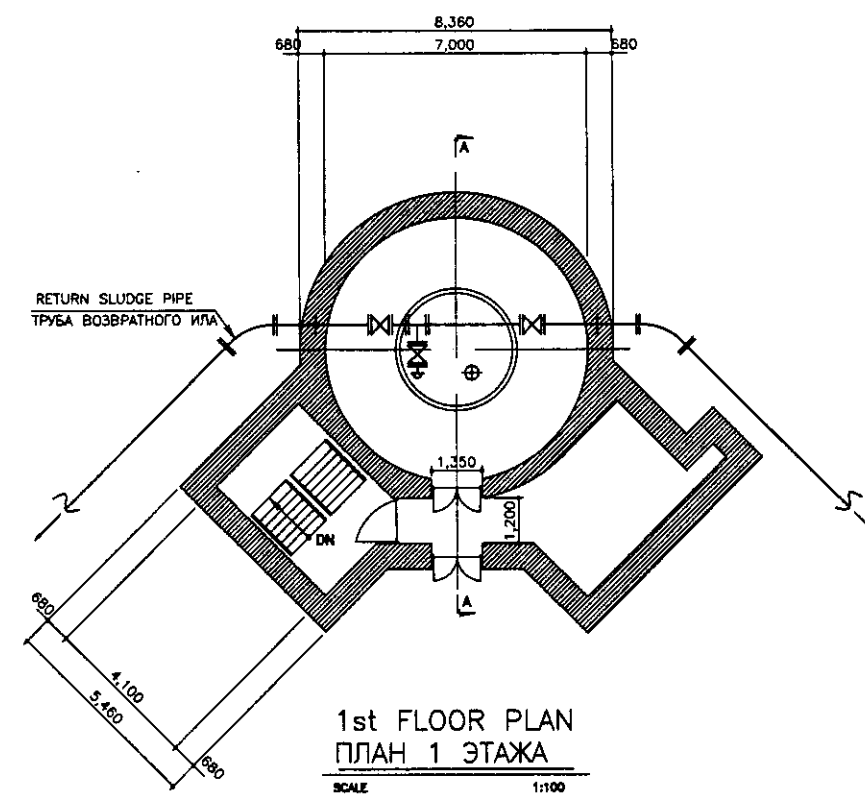 8,360
680 7,000 680
A
RETURN SLUDGE PIPE
ТРУБА ВОЗВРАТНОГО ИЛА
1,350
1,200
DN
A
680
4,100
5,460
680
1st FLOOR PLAN
ПЛАН 1 ЭТАЖА
SCALE 1:100